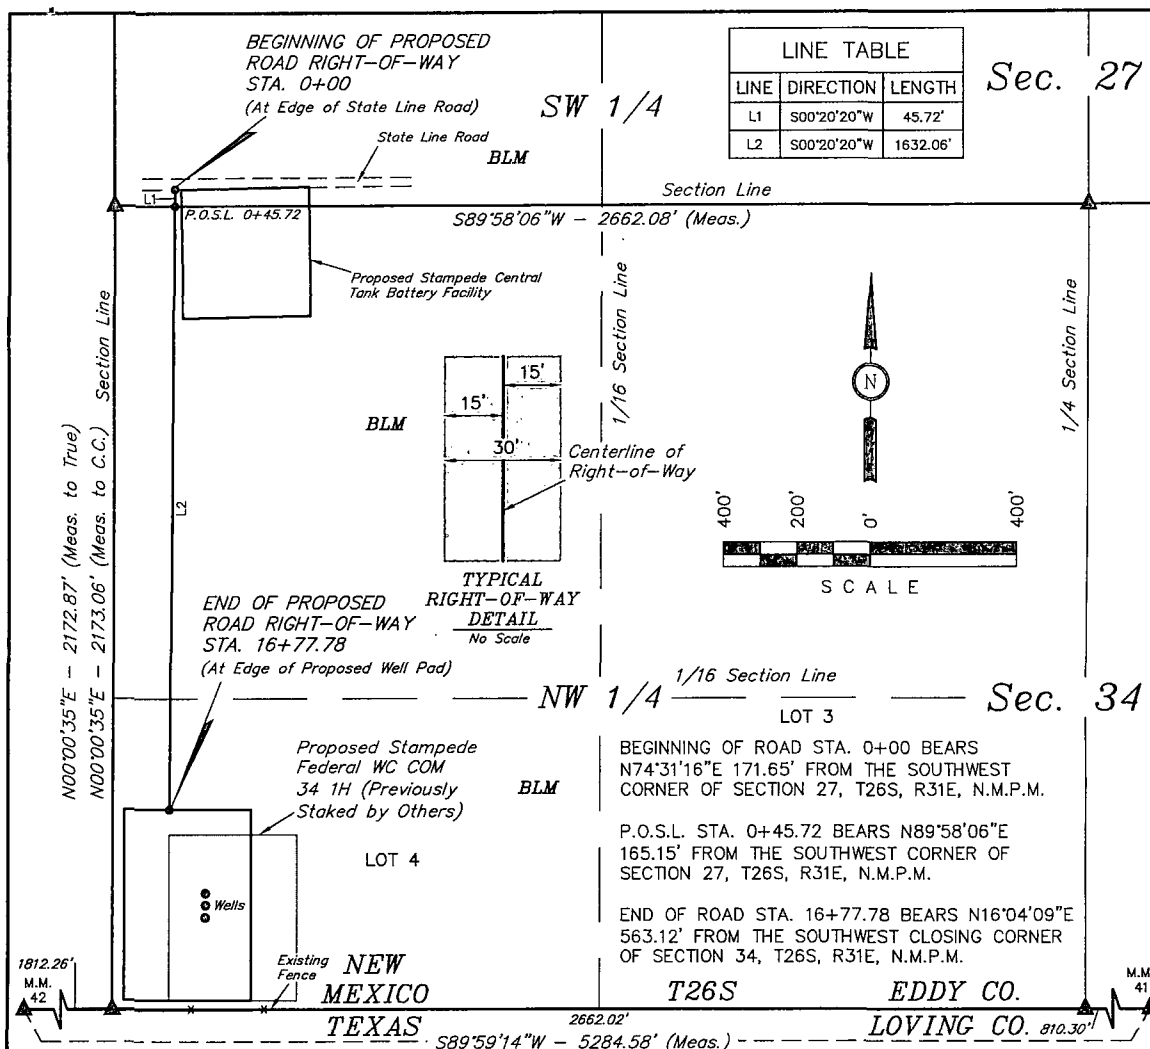 BEGINNING OF PROPOSED
ROAD RIGHT-OF-WAY
STA. 0+00
(At Edge of State Line Road)
State Line Road
SW 1/4
BLM
LINE TABLE
LINE DIRECTION LENGTH
L1 S00°20'20"W 45.72'
L2 S00°20'20"W 1632.06'
Sec. 27
L1
P.O.S.L. 0+45.72
Section Line
S89°58'06"W - 2662.08' (Meas.)
Proposed Stampede Central
Tank Battery Facility
Section Line
N00°00'35"E - 2172.87' (Meas. to True)
N00°00'35"E - 2173.06' (Meas. to C.C.)
L2
1/16 Section Line
1/4 Section Line
BLM
15'
15'
30'
Centerline of
Right-of-Way
TYPICAL
RIGHT-OF-WAY
DETAIL
No Scale
N
400'
200'
0'
400'
SCALE
END OF PROPOSED
ROAD RIGHT-OF-WAY
STA. 16+77.78
(At Edge of Proposed Well Pad)
NW 1/4
1/16 Section Line
LOT 3
Sec. 34
Proposed Stampede
Federal WC COM
34 1H (Previously
Staked by Others)
BLM
LOT 4
Wells
BEGINNING OF ROAD STA. 0+00 BEARS
N74°31'16"E 171.65' FROM THE SOUTHWEST
CORNER OF SECTION 27, T26S, R31E, N.M.P.M.
P.O.S.L. STA. 0+45.72 BEARS N89°58'06"E
165.15' FROM THE SOUTHWEST CORNER OF
SECTION 27, T26S, R31E, N.M.P.M.
END OF ROAD STA. 16+77.78 BEARS N16°04'09"E
563.12' FROM THE SOUTHWEST CLOSING CORNER
OF SECTION 34, T26S, R31E, N.M.P.M.
1812.26'
M.M.
42
Existing
Fence
NEW
MEXICO
TEXAS
T26S
EDDY CO.
LOVING CO.
2662.02'
810.30'
M.M.
41
S89°59'14"W - 5284.58' (Meas.)